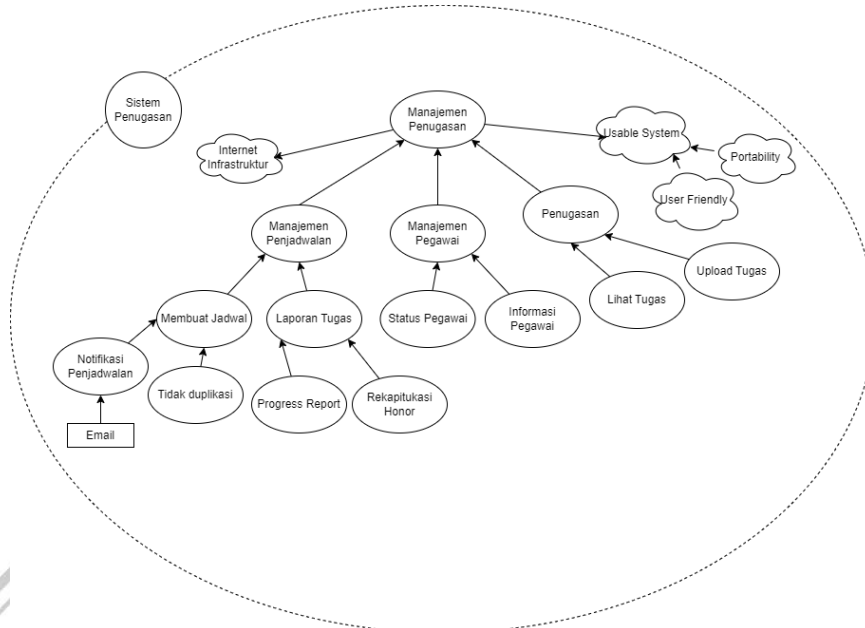 Sistem
Penugasan
Manajemen
Penugasan
Internet
Infrastruktur
Usable System
Portability
User Friendly
Manajemen
Penjadwalan
Manajemen
Pegawai
Penugasan
Upload Tugas
Membuat Jadwal
Laporan Tugas
Status Pegawai
Informasi
Pegawai
Lihat Tugas
Notifikasi
Penjadwalan
Tidak duplikasi
Progress Report
Rekapitukasi
Honor
Email